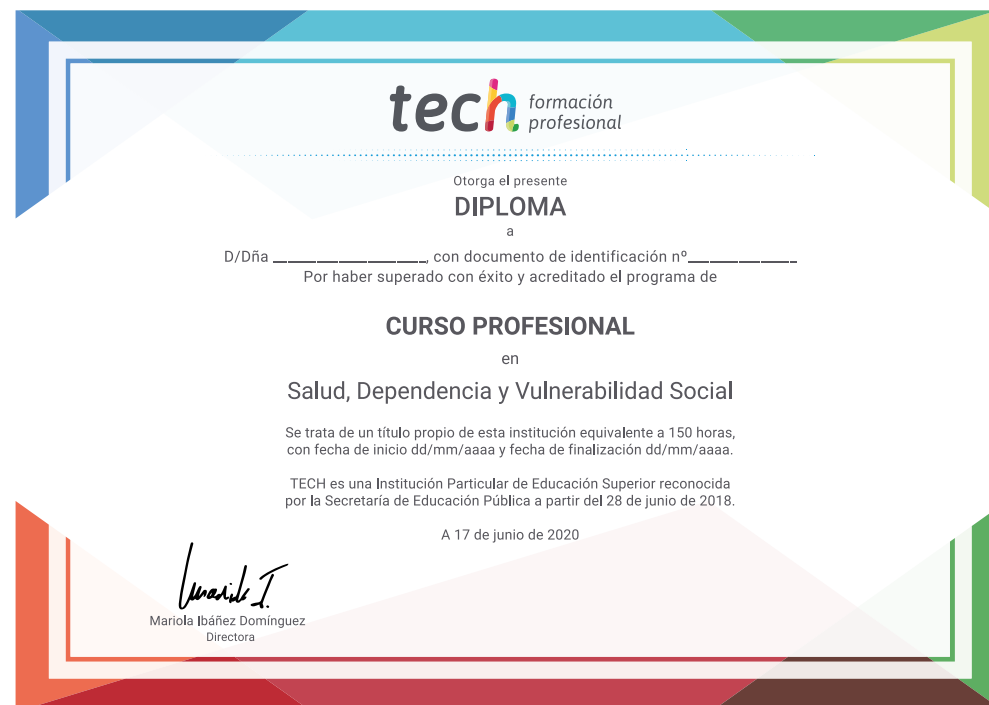 tech formación
profesional
Otorga el presente
DIPLOMA
a
D/Dña ____________________, con documento de identificación nº______________
Por haber superado con éxito y acreditado el programa de
CURSO PROFESIONAL
en
Salud, Dependencia y Vulnerabilidad Social
Se trata de un título propio de esta institución equivalente a 150 horas,
con fecha de inicio dd/mm/aaaa y fecha de finalización dd/mm/aaaa.
TECH es una Institución Particular de Educación Superior reconocida
por la Secretaría de Educación Pública a partir del 28 de junio de 2018.
A 17 de junio de 2020
Mariola Ibáñez Domínguez
Directora